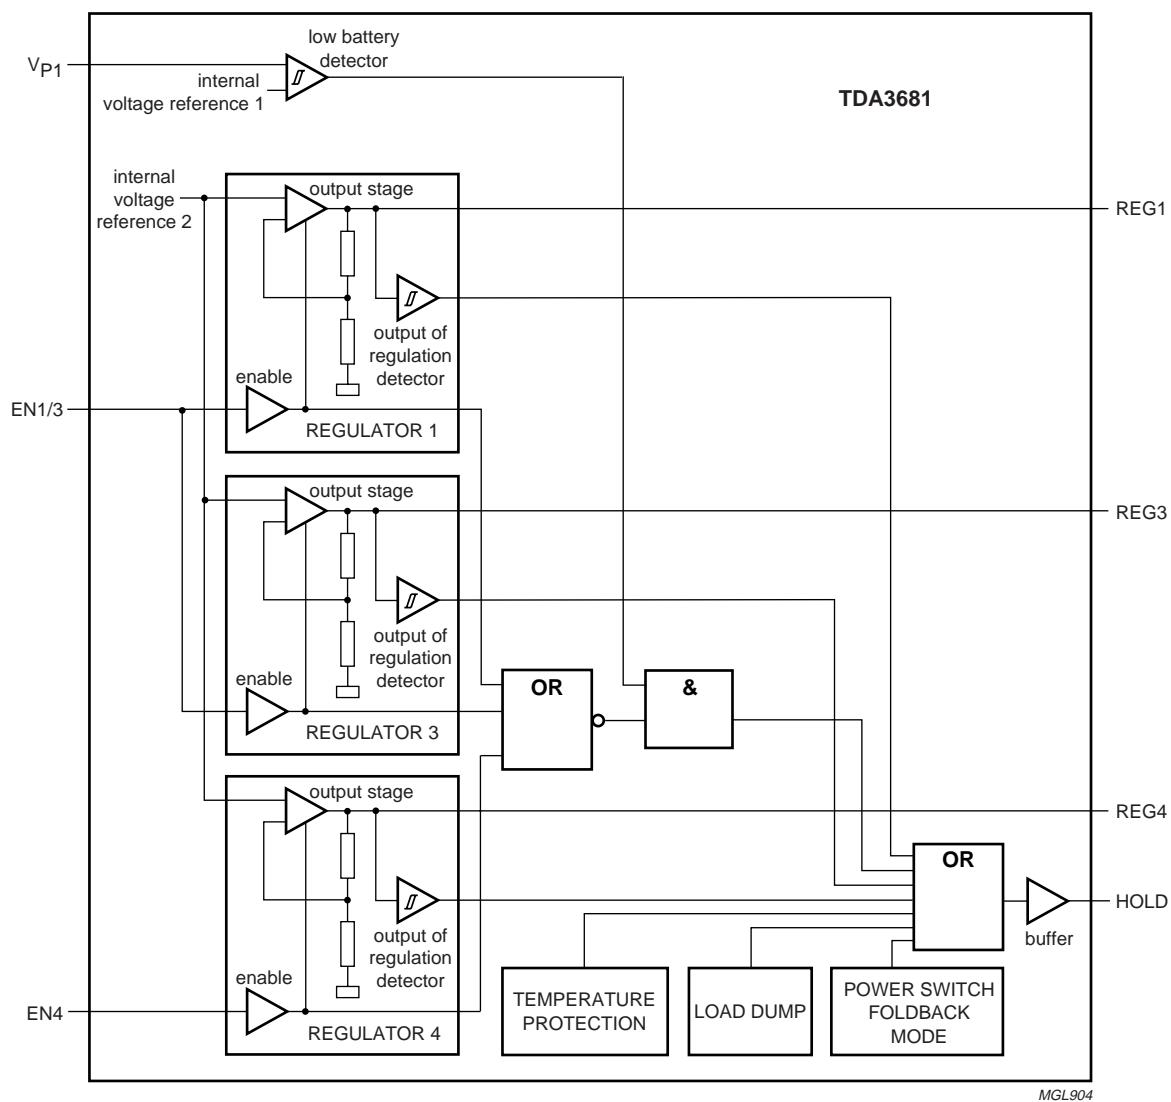 low battery
detector
VP1
internal
voltage reference 1
TDA3681
internal
voltage
reference 2
output stage
REG1
output of
regulation
detector
enable
EN1/3
REGULATOR 1
output stage
REG3
output of
regulation
detector
enable
REGULATOR 3
OR
&
output stage
REG4
OR
HOLD
buffer
output of
regulation
detector
enable
EN4
REGULATOR 4
TEMPERATURE
PROTECTION
LOAD DUMP
POWER SWITCH
FOLDBACK
MODE
MGL904